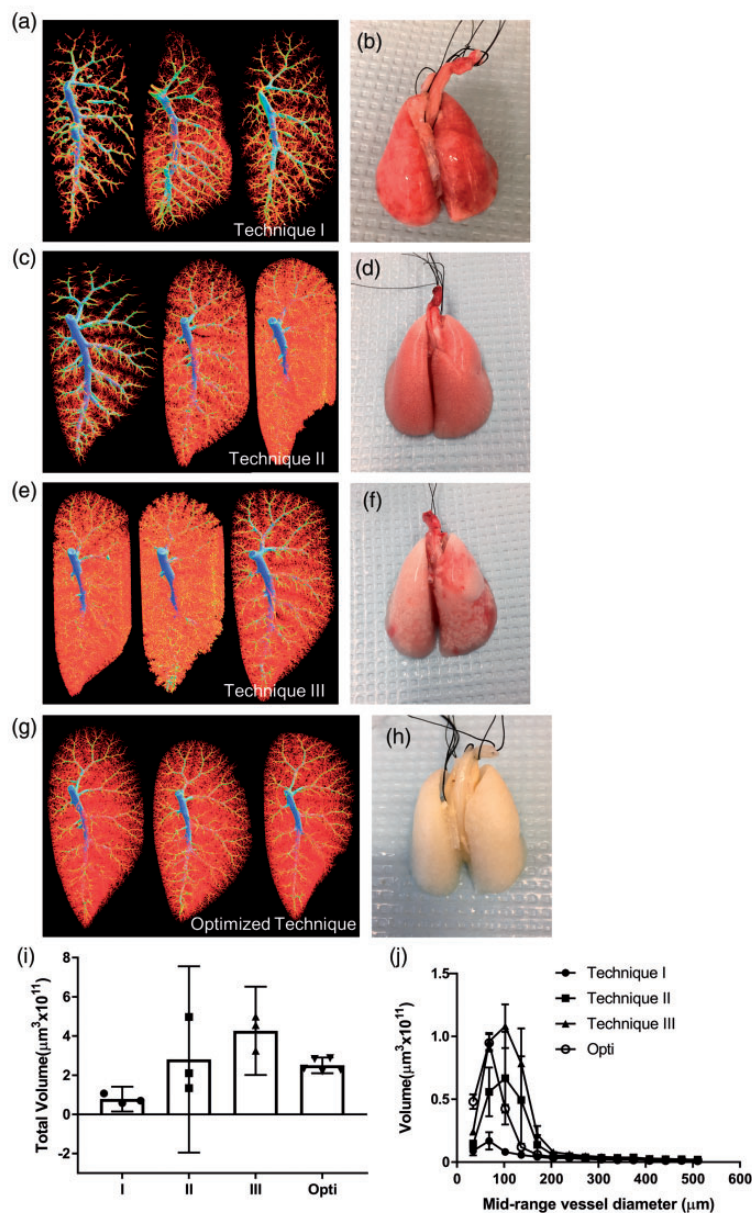 (a)
Technique I
(b)
(c)
Technique II
(d)
(e)
Technique III
(f)
(g)
Optimized Technique
(h)
(i)
Total Volume(μm³x10¹¹)
8
6
4
2
0
-2
I II III Opti
(j)
Technique I
Technique II
Technique III
Opti
Volume(μm³x10¹¹)
1.5
1.0
0.5
0.0
0 100 200 300 400 500 600
Mid-range vessel diameter (μm)